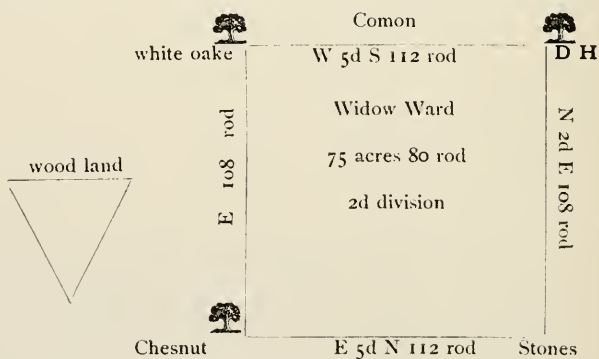 Comon
white oake W 5d S 112 rod D H
Widow Ward
75 acres 80 rod
2d division
E 108 rod
N 2d E 108 rod
wood land
Chesnut E 5d N 112 rod Stones